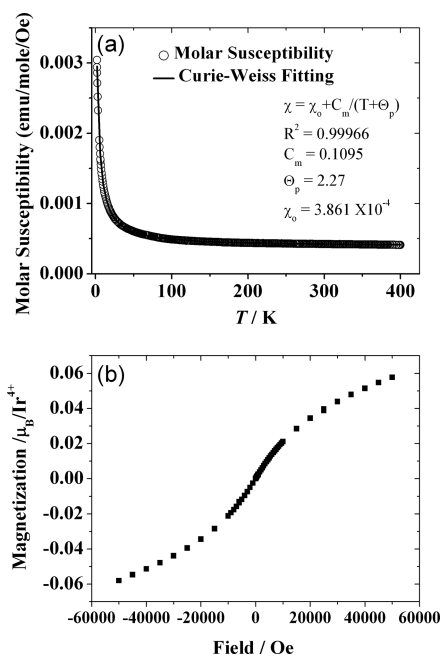 (a)
Molar Susceptibility
Curie-Weiss Fitting
χ = χₒ+Cₘ/(T+Θₚ)
R² = 0.99966
Cₘ = 0.1095
Θₚ = 2.27
χₒ = 3.861 X10⁻⁴
Molar Susceptibility (emu/mole/Oe)
0.003
0.002
0.001
0.000
0 100 200 300 400
T / K
(b)
Magnetization /μ_B/Ir⁴⁺
0.06
0.04
0.02
0.00
-0.02
-0.04
-0.06
-60000 -40000 -20000 0 20000 40000 60000
Field / Oe